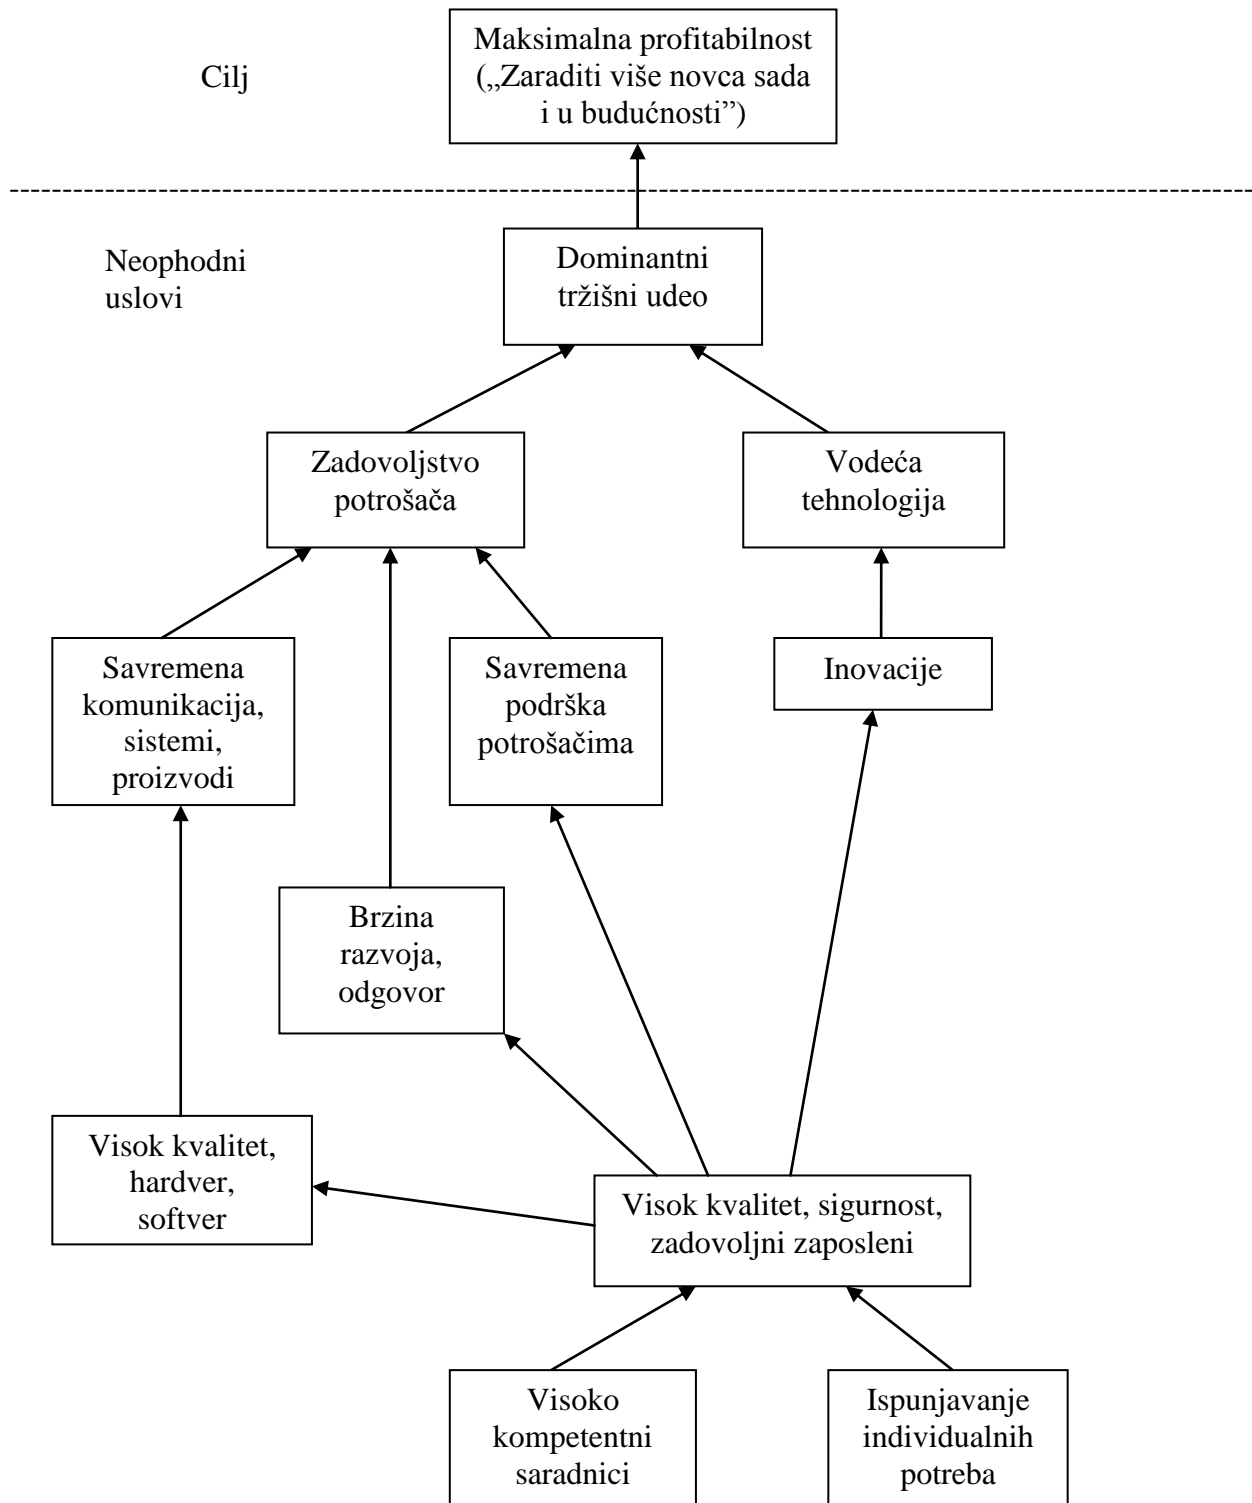 Cilj
Maksimalna profitabilnost
(„Zaraditi više novca sada
i u budućnosti”)
Neophodni
uslovi
Dominantni
tržišni udeo
Zadovoljstvo
potrošača
Vodeća
tehnologija
Savremena
komunikacija,
sistemi,
proizvodi
Savremena
podrška
potrošačima
Inovacije
Brzina
razvoja,
odgovor
Visok kvalitet,
hardver,
softver
Visok kvalitet, sigurnost,
zadovoljni zaposleni
Visoko
kompetentni
saradnici
Ispunjavanje
individualnih
potreba